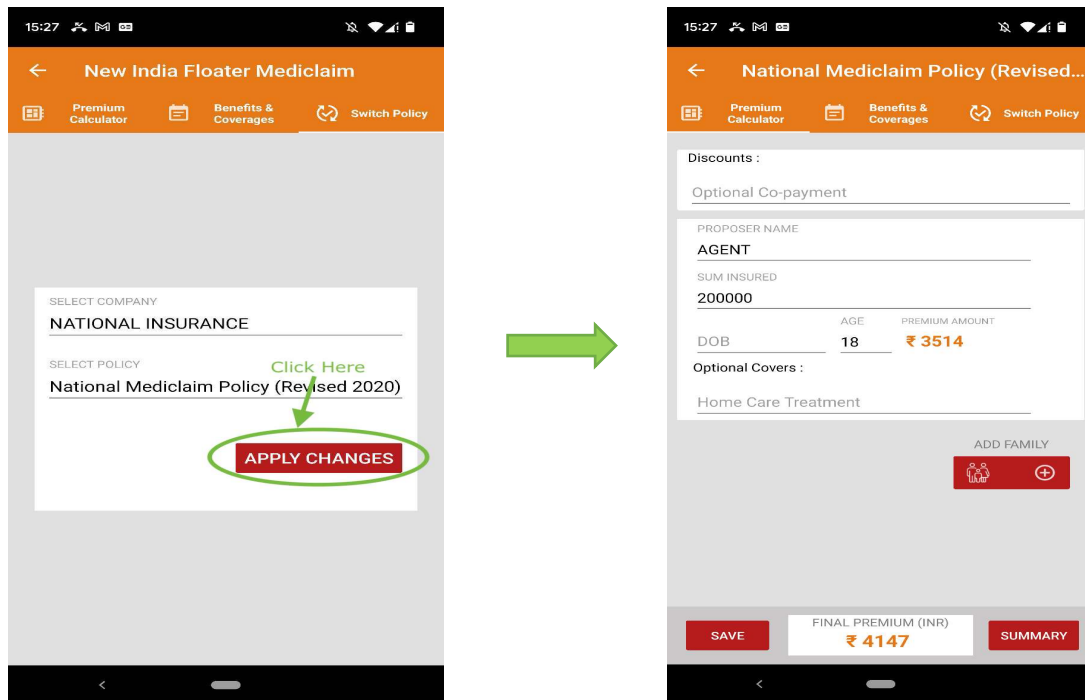 15:27
New India Floater Mediclaim
Premium
Calculator
Benefits &
Coverages
Switch Policy
SELECT COMPANY
NATIONAL INSURANCE
SELECT POLICY
Click Here
National Mediclaim Policy (Revised 2020)
APPLY CHANGES
15:27
National Mediclaim Policy (Revised...
Premium
Calculator
Benefits &
Coverages
Switch Policy
Discounts :
Optional Co-payment
PROPOSER NAME
AGENT
SUM INSURED
200000
AGE PREMIUM AMOUNT
DOB 18 ₹ 3514
Optional Covers :
Home Care Treatment
ADD FAMILY
SAVE
FINAL PREMIUM (INR)
₹ 4147
SUMMARY